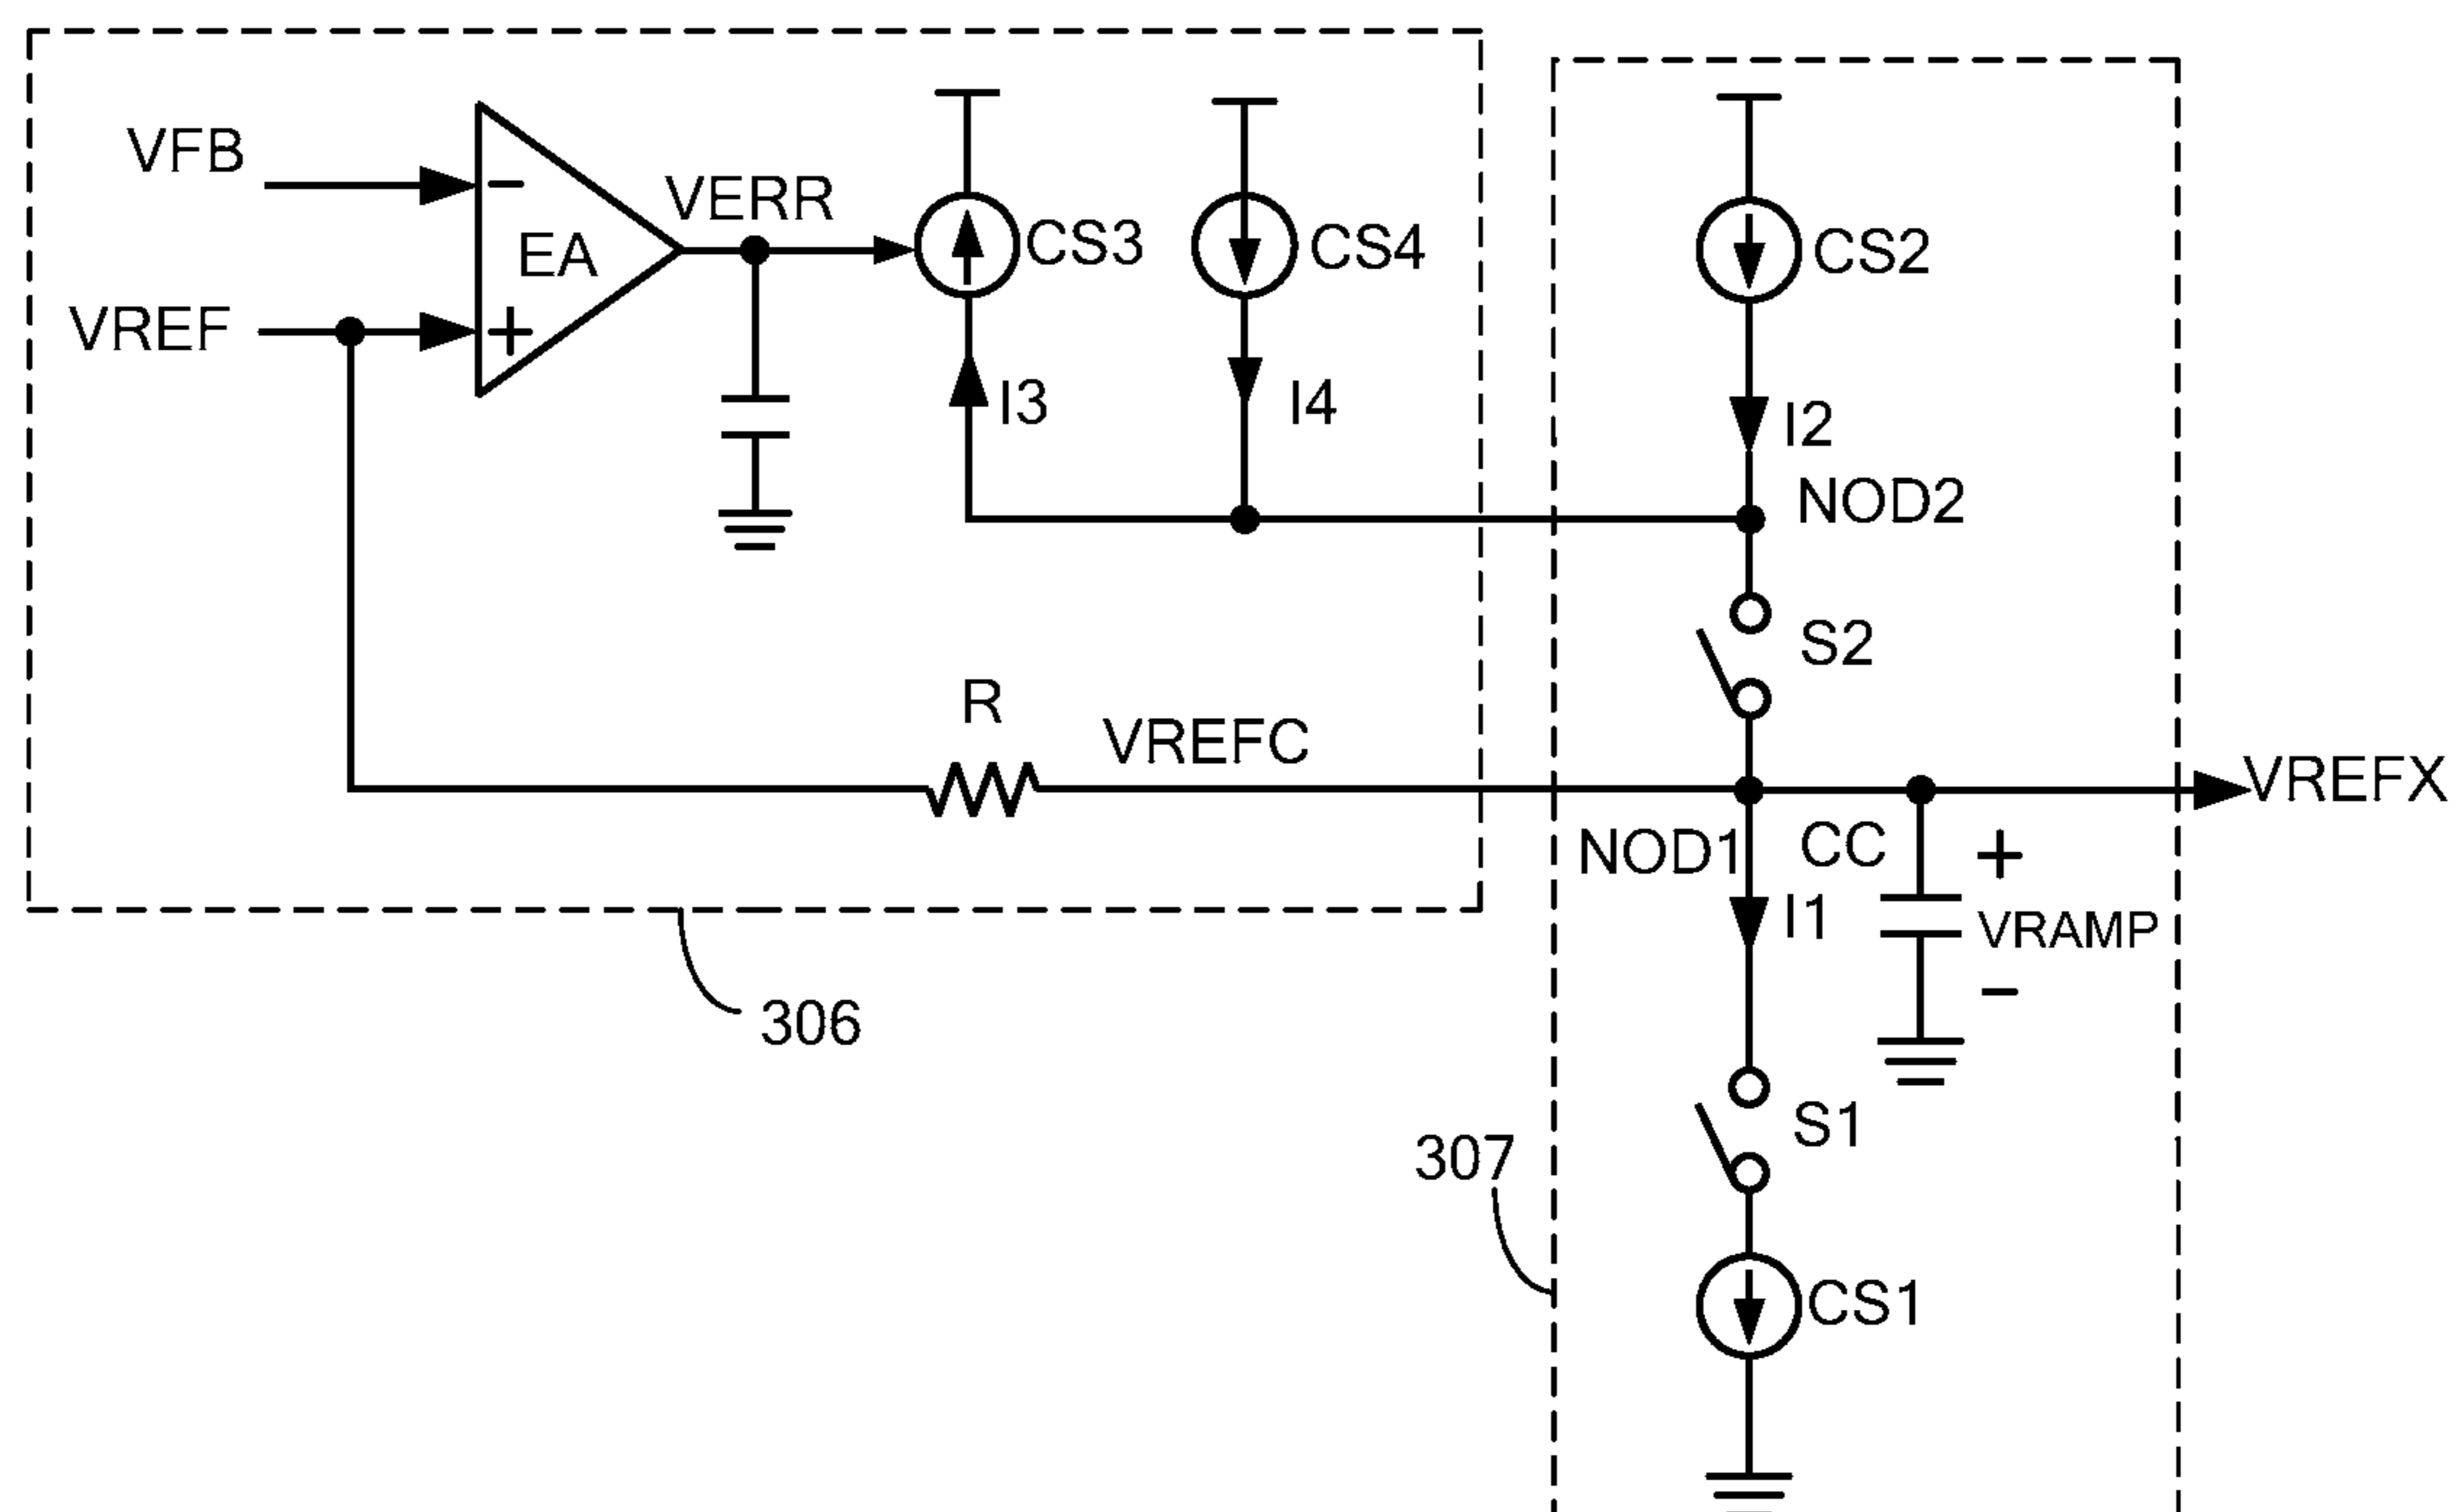 VFB
VERR
EA
CS3
CS4
CS2
VREF
I3
I4
I2
NOD2
S2
R
VREFC
VREFX
NOD1
CC
+
I1
VRAMP
−
306
S1
307
CS1